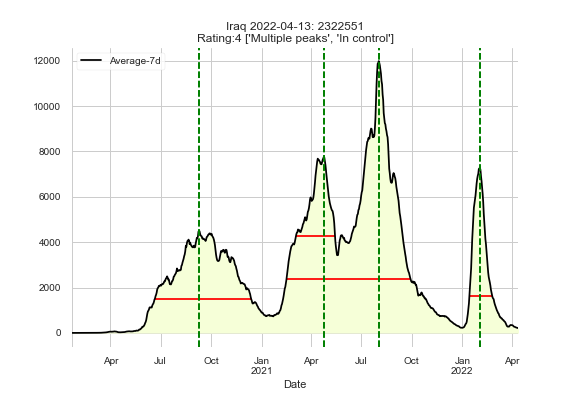 Iraq 2022-04-13: 2322551
Rating:4 ['Multiple peaks', 'In control']
Average-7d
12000
10000
8000
6000
4000
2000
0
Apr Jul Oct Jan Apr Jul Oct Jan Apr
2021 2022
Date